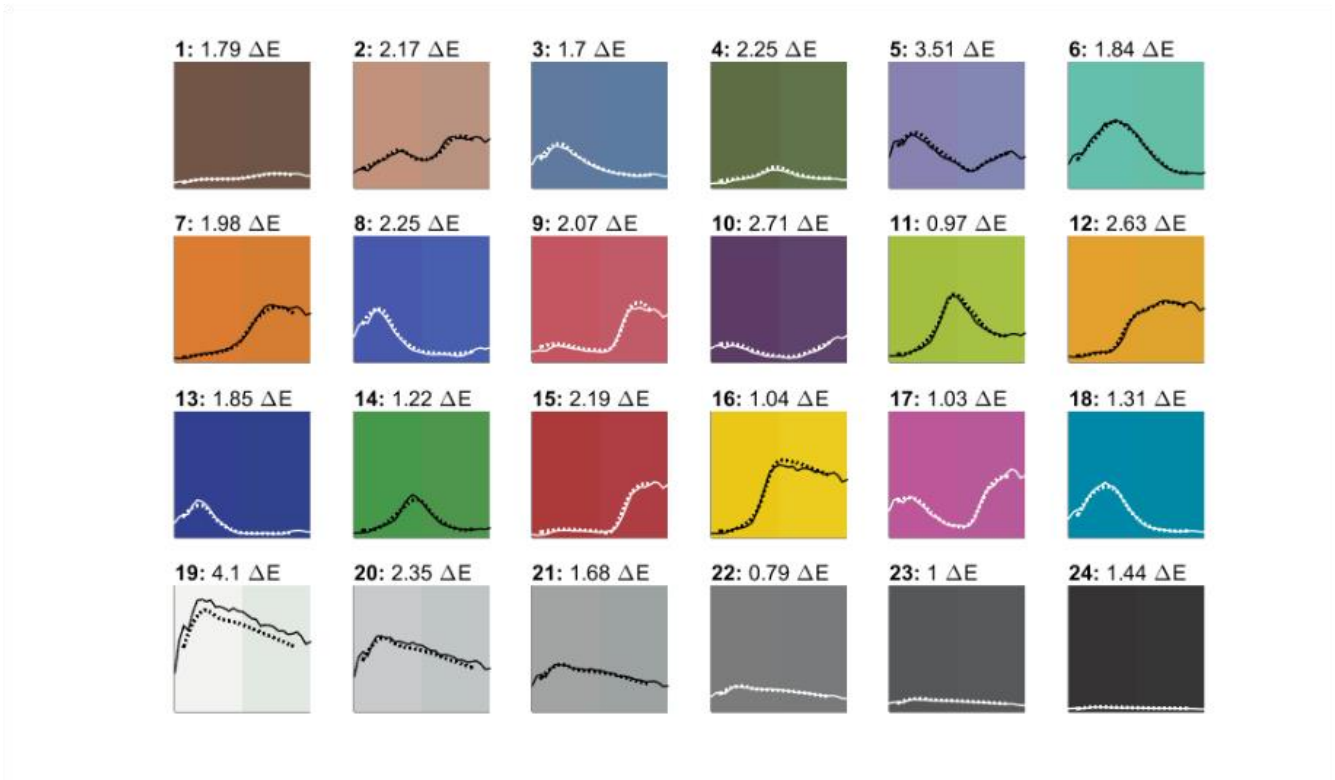 1: 1.79 ΔE 2: 2.17 ΔE 3: 1.7 ΔE 4: 2.25 ΔE 5: 3.51 ΔE 6: 1.84 ΔE
7: 1.98 ΔE 8: 2.25 ΔE 9: 2.07 ΔE 10: 2.71 ΔE 11: 0.97 ΔE 12: 2.63 ΔE
13: 1.85 ΔE 14: 1.22 ΔE 15: 2.19 ΔE 16: 1.04 ΔE 17: 1.03 ΔE 18: 1.31 ΔE
19: 4.1 ΔE 20: 2.35 ΔE 21: 1.68 ΔE 22: 0.79 ΔE 23: 1 ΔE 24: 1.44 ΔE